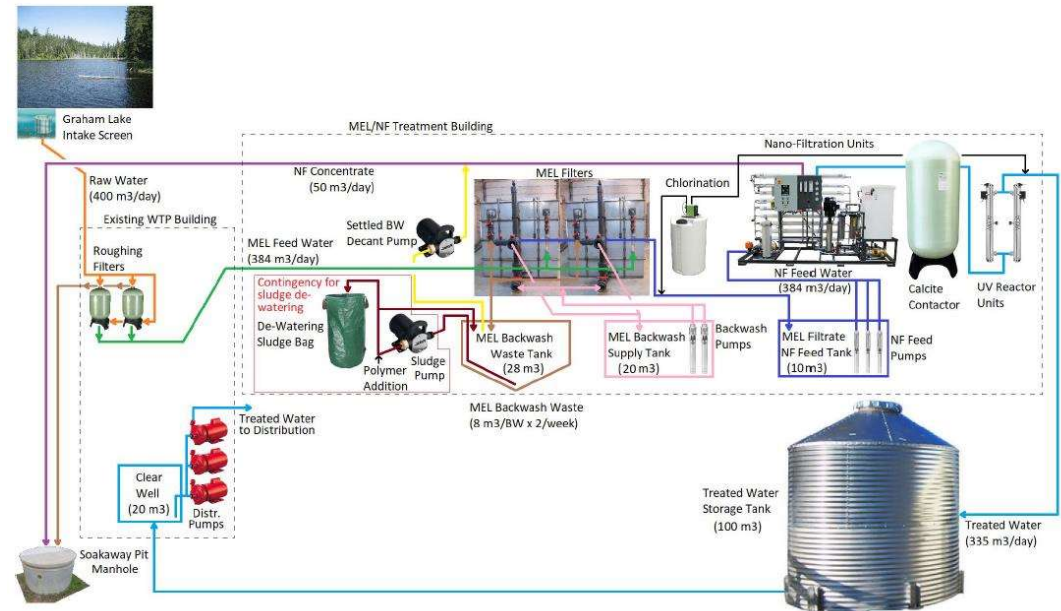 Graham Lake
Intake Screen
MEL/NF Treatment Building
Nano-Filtration Units
NF Concentrate
(50 m3/day)
MEL Filters
Chlorination
Raw Water
(400 m3/day)
Existing WTP Building
Settled BW
Decant Pump
MEL Feed Water
(384 m3/day)
Roughing
Filters
NF Feed Water
(384 m3/day)
Calcite
Contactor
UV Reactor
Units
Contingency for
sludge de-
watering
De-Watering
Sludge Bag
Polymer
Addition
Sludge
Pump
MEL Backwash
Waste Tank
(28 m3)
MEL Backwash
Supply Tank
(20 m3)
Backwash
Pumps
MEL Filtrate
NF Feed Tank
(10m3)
NF Feed
Pumps
MEL Backwash Waste
(8 m3/BW x 2/week)
Treated Water
to Distribution
Clear
Well
(20 m3)
Distr.
Pumps
Treated Water
Storage Tank
(100 m3)
Treated Water
(335 m3/day)
Soakaway Pit
Manhole